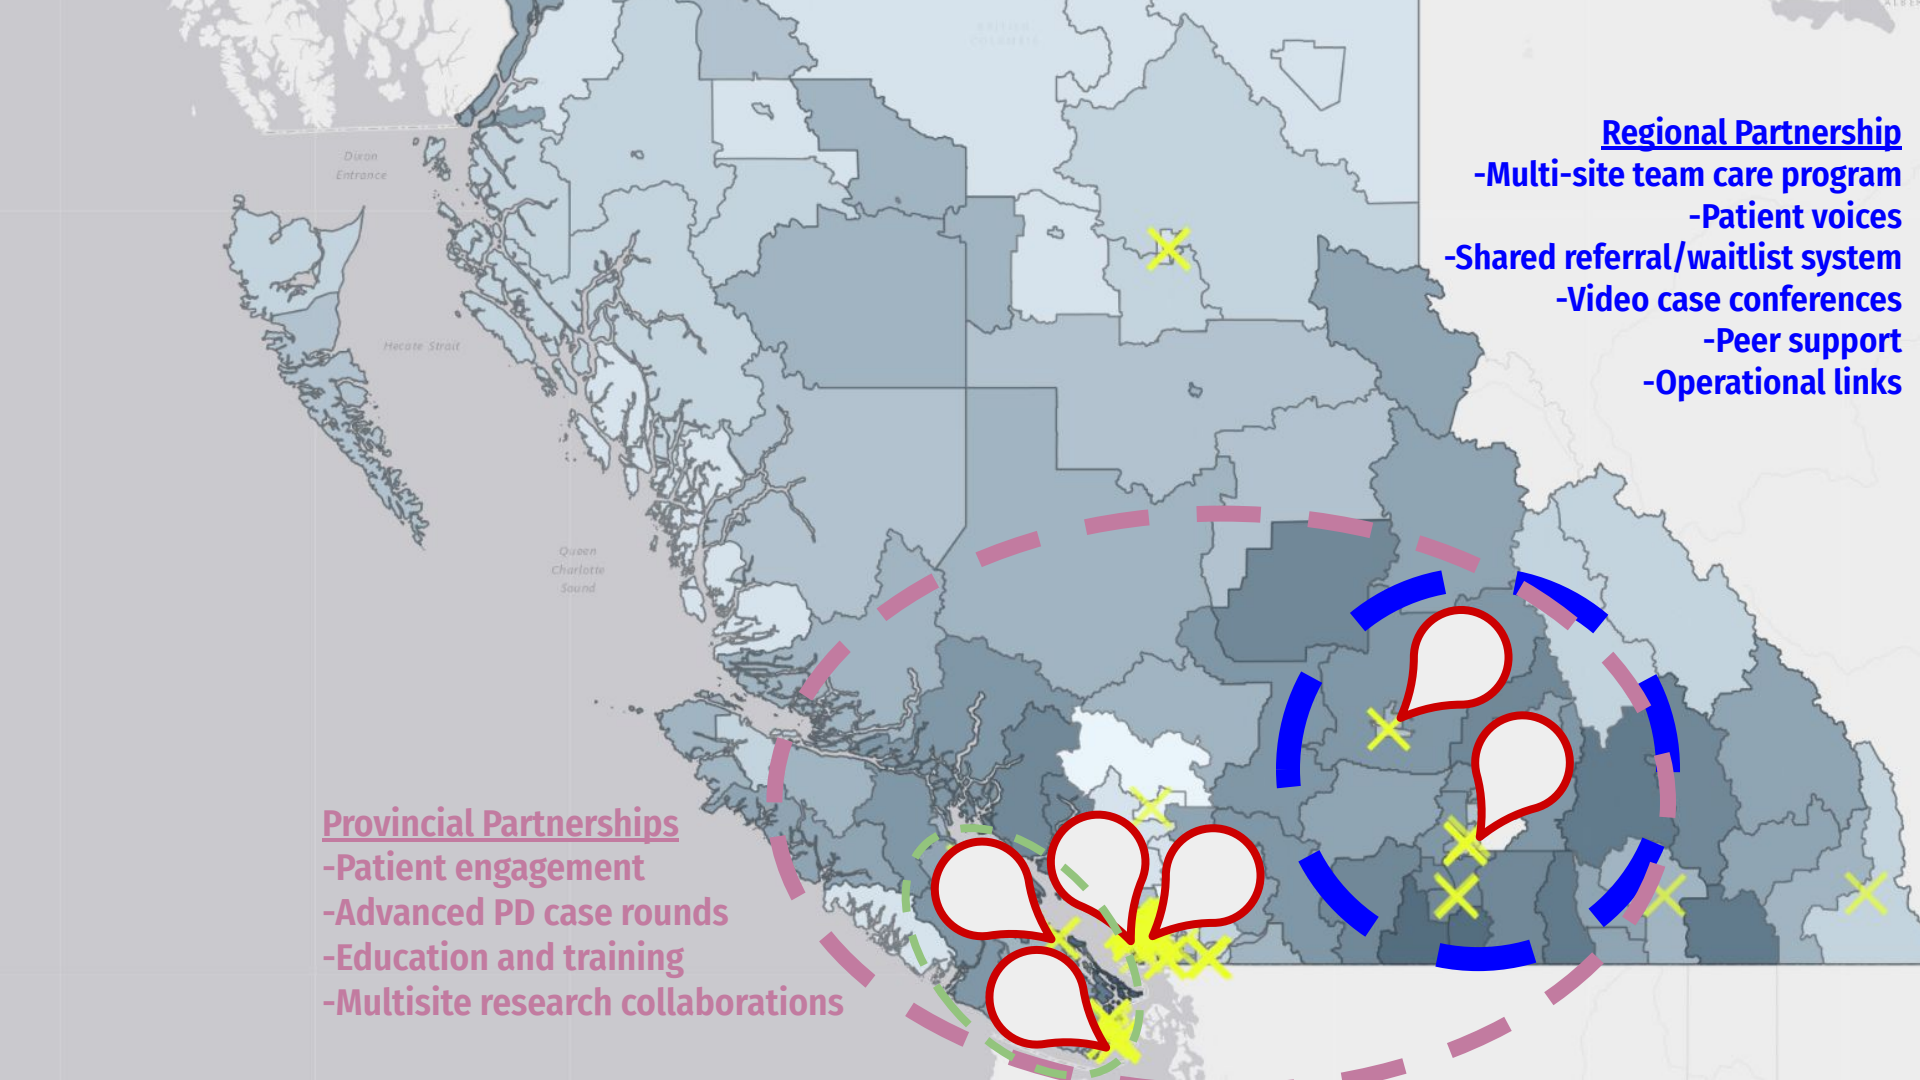 BRITISH
COLUMBIA
Dixon
Entrance
Regional Partnership
-Multi-site team care program
-Patient voices
-Shared referral/waitlist system
-Video case conferences
-Peer support
-Operational links
Hecate Strait
Queen
Charlotte
Sound
Provincial Partnerships
-Patient engagement
-Advanced PD case rounds
-Education and training
-Multisite research collaborations